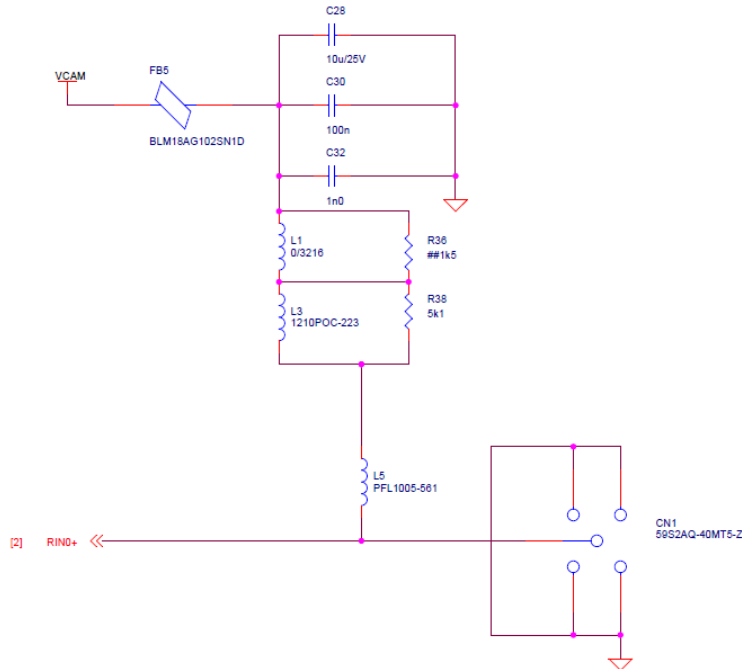 C28
10u/25V
VCAM
FB5
BLM18AG102SN1D
C30
100n
C32
1n0
L1
0/3216
R36
##1k5
L3
1210POC-223
R38
5k1
L5
PFL1005-561
[2] RIN0+
CN1
59S2AQ-40MT5-Z